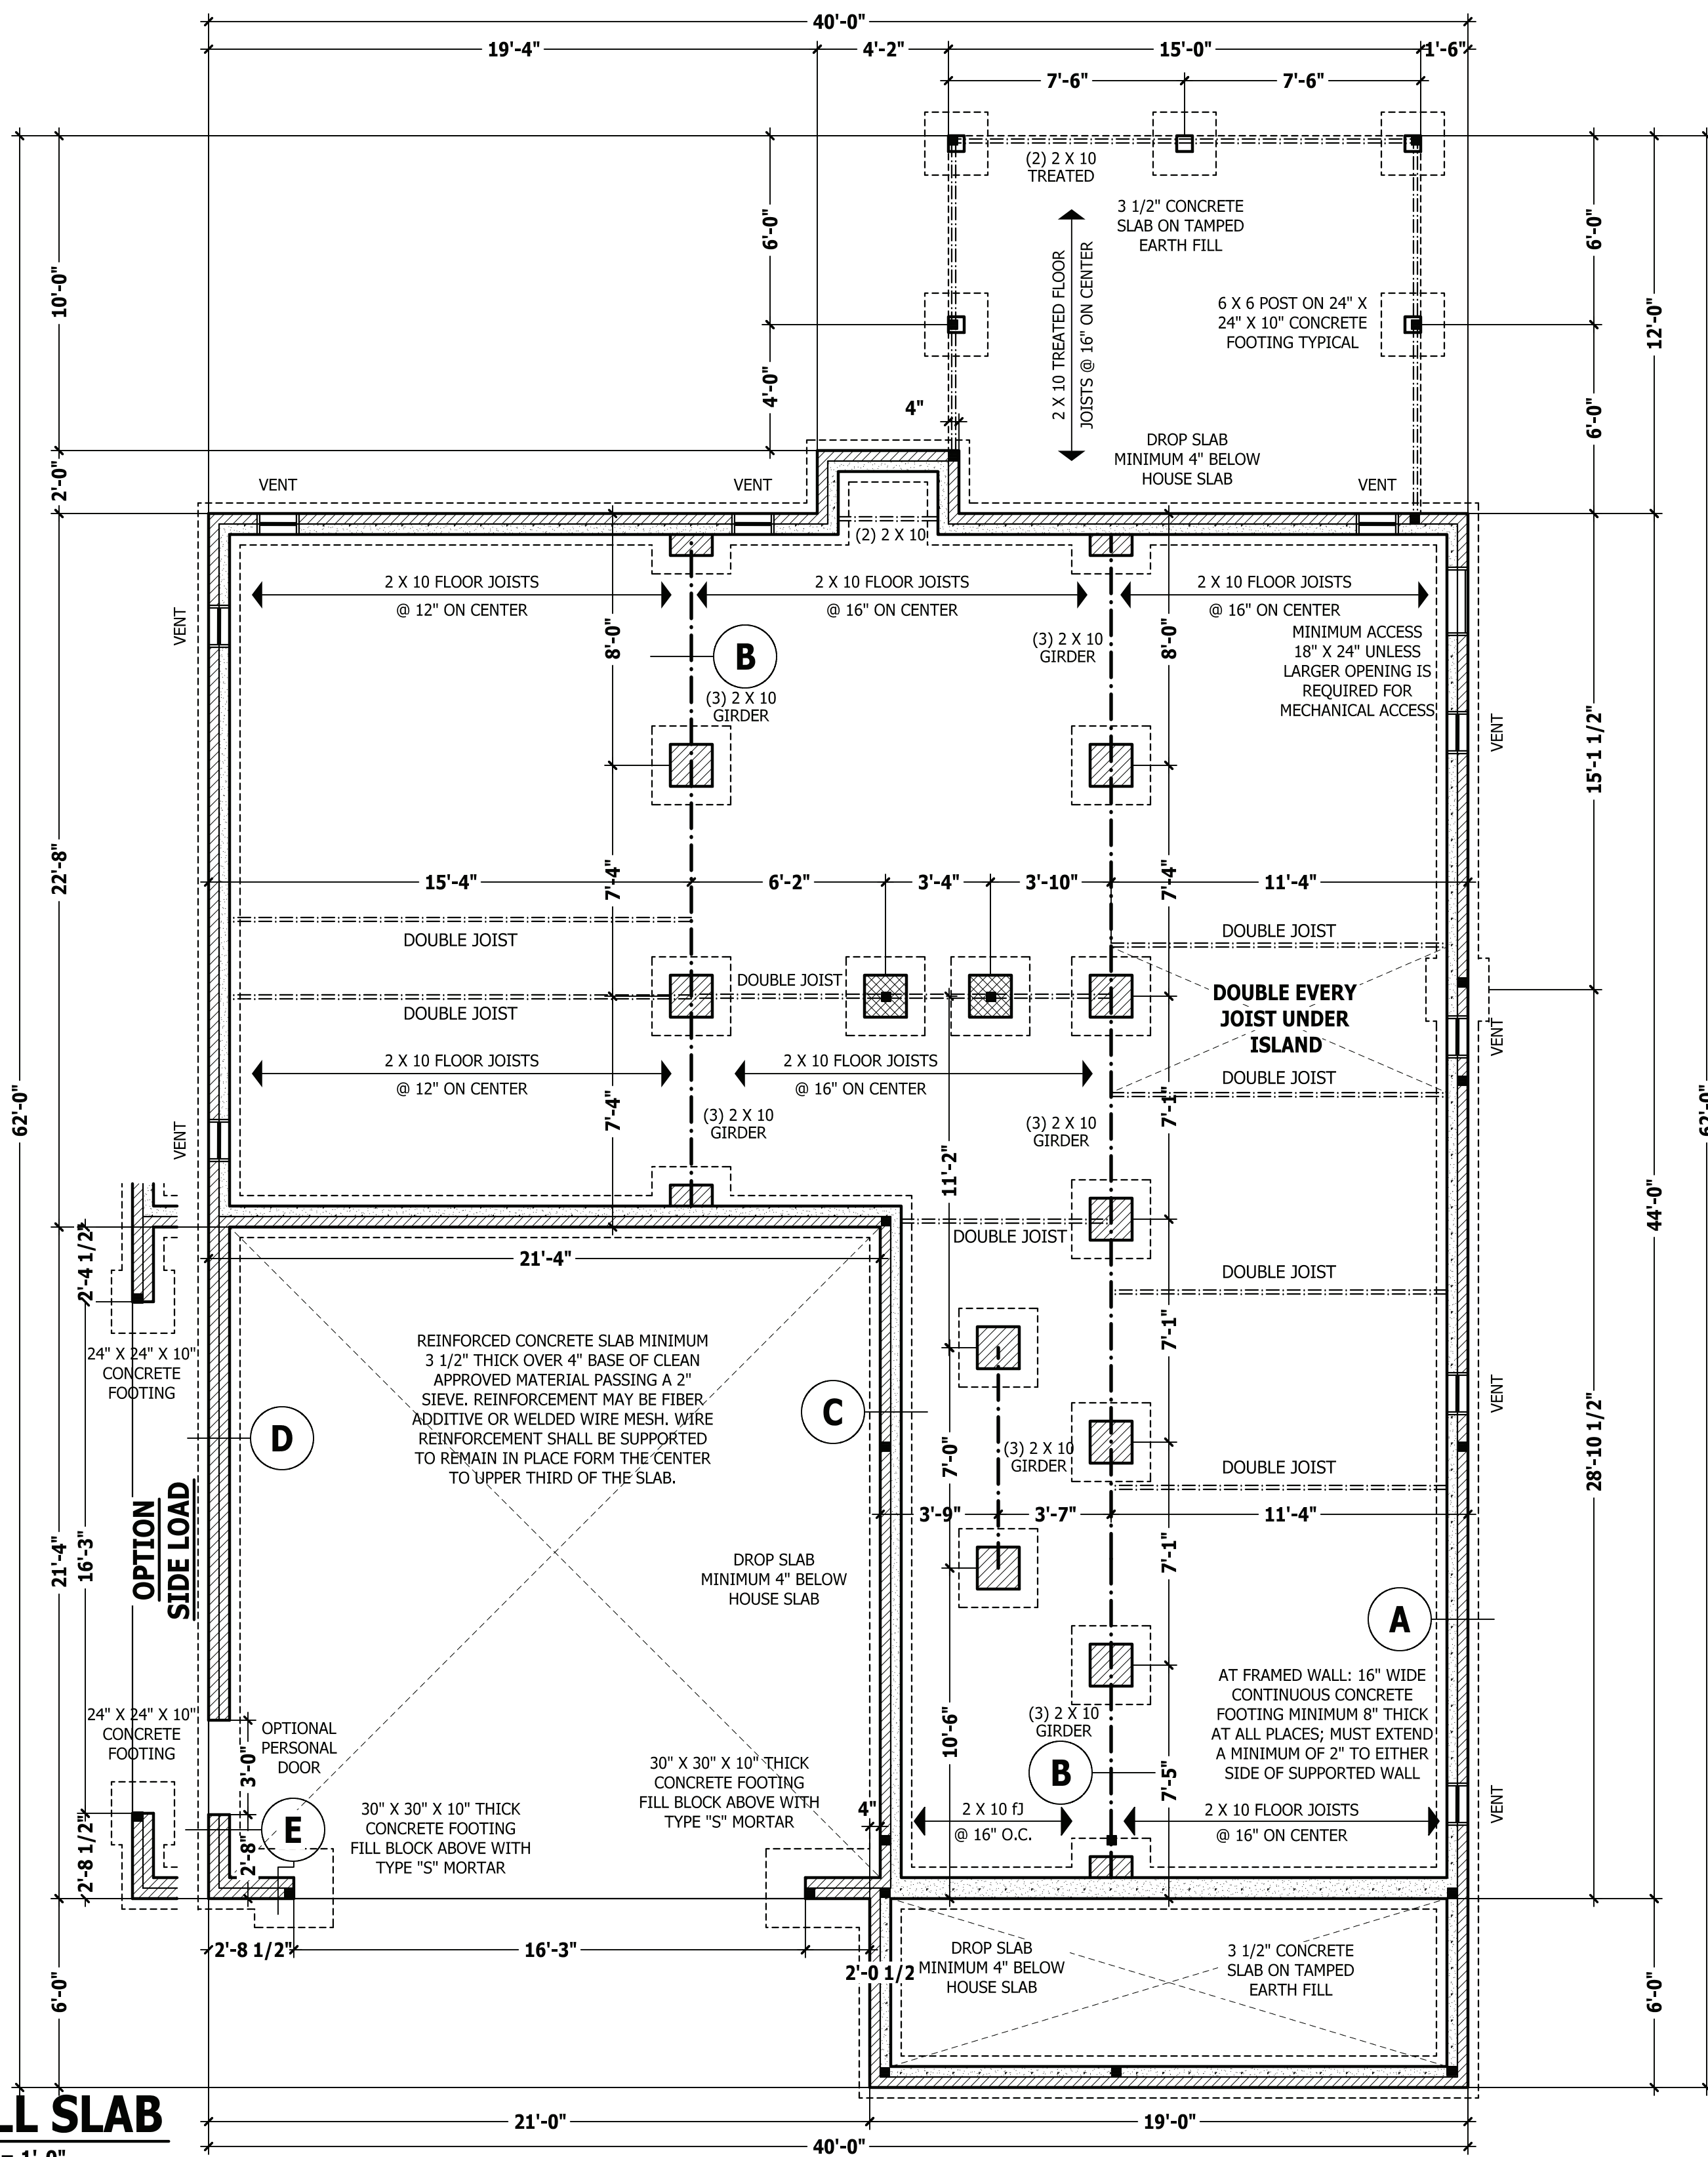 40'-0"
19'-4"
4'-2"
15'-0"
1'-6"
7'-6"
7'-6"
(2) 2 X 10
TREATED
3 1/2" CONCRETE
SLAB ON TAMPED
EARTH FILL
6'-0"
6'-0"
10'-0"
12'-0"
2 X 10 TREATED FLOOR
JOISTS @ 16" ON CENTER
6 X 6 POST ON 24" X
24" X 10" CONCRETE
FOOTING TYPICAL
4'-0"
6'-0"
4"
DROP SLAB
MINIMUM 4" BELOW
HOUSE SLAB
2'-0"
VENT
VENT
VENT
(2) 2 X 10
2 X 10 FLOOR JOISTS
@ 12" ON CENTER
2 X 10 FLOOR JOISTS
@ 16" ON CENTER
2 X 10 FLOOR JOISTS
@ 16" ON CENTER
VENT
8'-0"
B
(3) 2 X 10
GIRDER
(3) 2 X 10
GIRDER
8'-0"
MINIMUM ACCESS
18" X 24" UNLESS
LARGER OPENING IS
REQUIRED FOR
MECHANICAL ACCESS
VENT
15'-1 1/2"
22'-8"
15'-4"
7'-4"
6'-2"
3'-4"
3'-10"
7'-4"
11'-4"
DOUBLE JOIST
DOUBLE JOIST
DOUBLE JOIST
DOUBLE JOIST
DOUBLE EVERY
JOIST UNDER
ISLAND
VENT
DOUBLE JOIST
2 X 10 FLOOR JOISTS
@ 12" ON CENTER
2 X 10 FLOOR JOISTS
@ 16" ON CENTER
62'-0"
62'-0"
7'-4"
(3) 2 X 10
GIRDER
(3) 2 X 10
GIRDER
7'-1"
VENT
11'-2"
44'-0"
2'-4 1/2"
21'-4"
DOUBLE JOIST
DOUBLE JOIST
24" X 24" X 10"
CONCRETE
FOOTING
REINFORCED CONCRETE SLAB MINIMUM
3 1/2" THICK OVER 4" BASE OF CLEAN
APPROVED MATERIAL PASSING A 2"
SIEVE. REINFORCEMENT MAY BE FIBER
ADDITIVE OR WELDED WIRE MESH. WIRE
REINFORCEMENT SHALL BE SUPPORTED
TO REMAIN IN PLACE FORM THE CENTER
TO UPPER THIRD OF THE SLAB.
7'-1"
VENT
C
D
7'-0"
(3) 2 X 10
GIRDER
DOUBLE JOIST
28'-10 1/2"
3'-9"
3'-7"
11'-4"
OPTION
SIDE LOAD
21'-4"
16'-3"
7'-1"
DROP SLAB
MINIMUM 4" BELOW
HOUSE SLAB
A
AT FRAMED WALL: 16" WIDE
CONTINUOUS CONCRETE
FOOTING MINIMUM 8" THICK
AT ALL PLACES; MUST EXTEND
A MINIMUM OF 2" TO EITHER
SIDE OF SUPPORTED WALL
24" X 24" X 10"
CONCRETE
FOOTING
OPTIONAL
PERSONAL
DOOR
3'-0"
10'-6"
(3) 2 X 10
GIRDER
B
7'-5"
30" X 30" X 10" THICK
CONCRETE FOOTING
FILL BLOCK ABOVE WITH
TYPE "S" MORTAR
30" X 30" X 10" THICK
CONCRETE FOOTING
FILL BLOCK ABOVE WITH
TYPE "S" MORTAR
4"
2 X 10 fJ
@ 16" O.C.
2 X 10 FLOOR JOISTS
@ 16" ON CENTER
VENT
E
2'-8 1/2"
2'-8"
2'-8 1/2"
16'-3"
2'-0 1/2
DROP SLAB
MINIMUM 4" BELOW
HOUSE SLAB
3 1/2" CONCRETE
SLAB ON TAMPED
EARTH FILL
6'-0"
6'-0"
LL SLAB
= 1'-0"
21'-0"
19'-0"
40'-0"